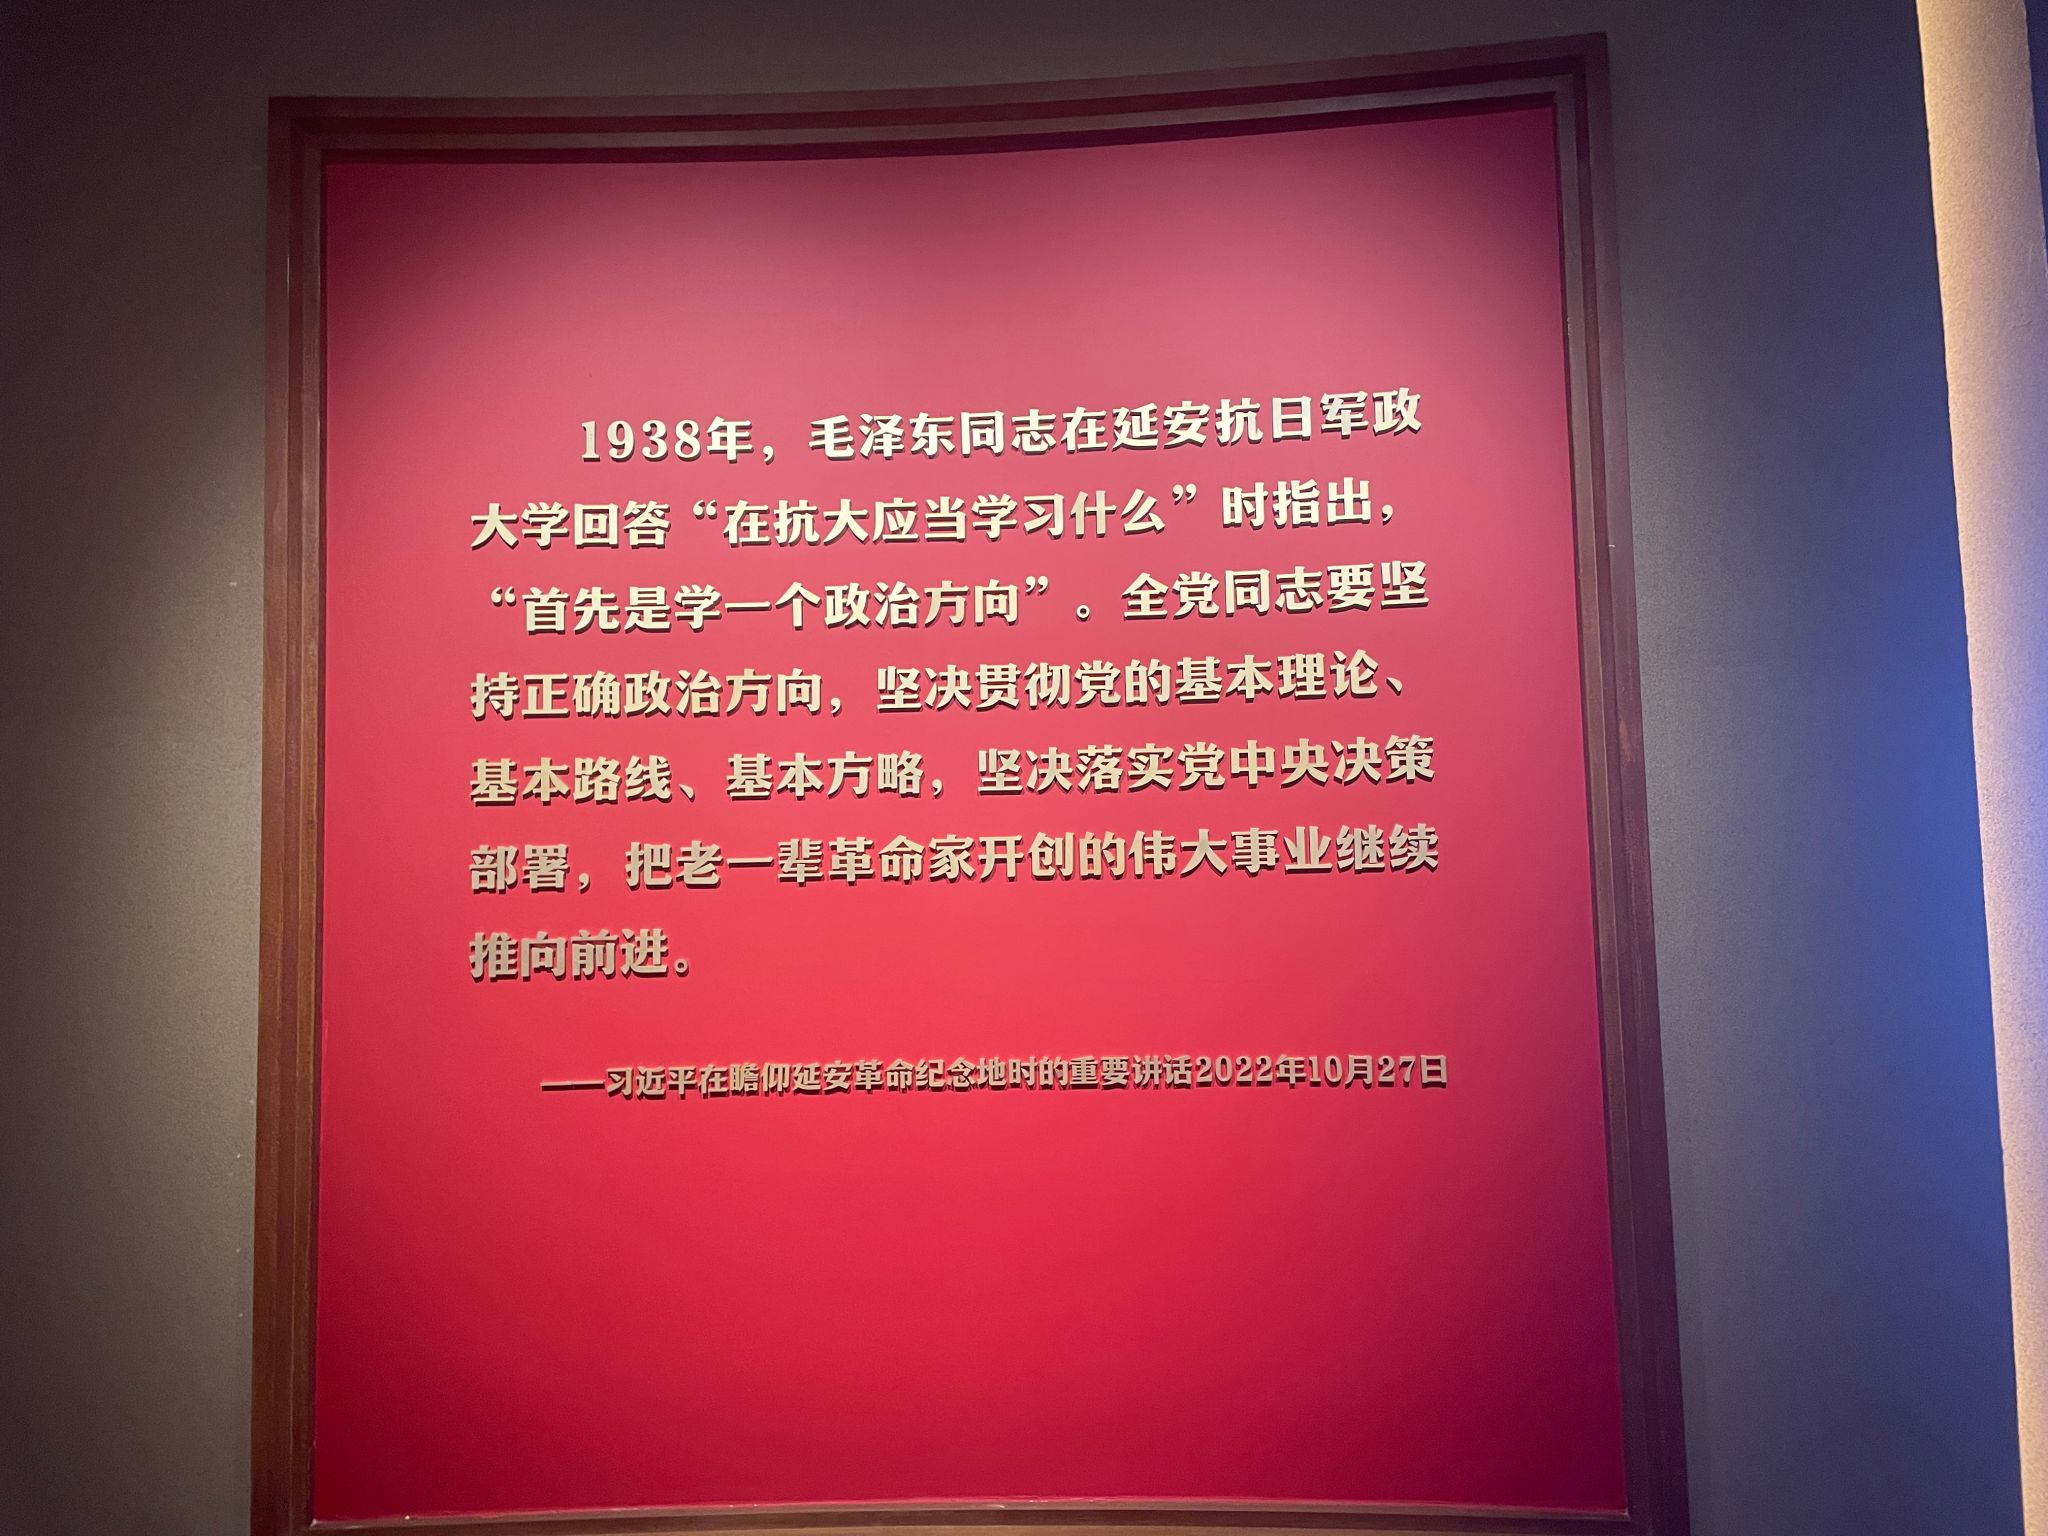 1938年，毛泽东同志在延安抗日军政
大学回答“在抗大应当学习什么”时指出，
“首先是学一个政治方向”。全党同志要坚
持正确政治方向，坚决贯彻党的基本理论、
基本路线、基本方略，坚决落实党中央决策
部署，把老一辈革命家开创的伟大事业继续
推向前进。
——习近平在瞻仰延安革命纪念地时的重要讲话2022年10月27日